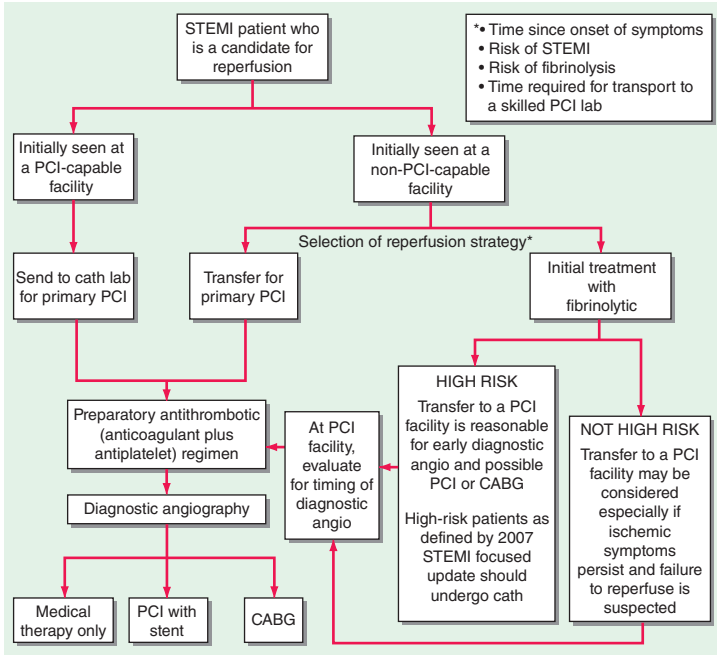 STEMI patient who
is a candidate for
reperfusion
*• Time since onset of symptoms
• Risk of STEMI
• Risk of fibrinolysis
• Time required for transport to
a skilled PCI lab
Initially seen at
a PCI-capable
facility
Initially seen at a
non-PCI-capable
facility
Selection of reperfusion strategy*
Send to cath lab
for primary PCI
Transfer for
primary PCI
Initial treatment
with
fibrinolytic
HIGH RISK
Transfer to a PCI
facility is reasonable
for early diagnostic
angio and possible
PCI or CABG
High-risk patients as
defined by 2007
STEMI focused
update should
undergo cath
NOT HIGH RISK
Transfer to a PCI
facility may be
considered
especially if
ischemic
symptoms
persist and failure
to reperfuse is
suspected
At PCI
facility,
evaluate
for timing of
diagnostic
angio
Preparatory antithrombotic
(anticoagulant plus
antiplatelet) regimen
Diagnostic angiography
Medical
therapy only
PCI with
stent
CABG